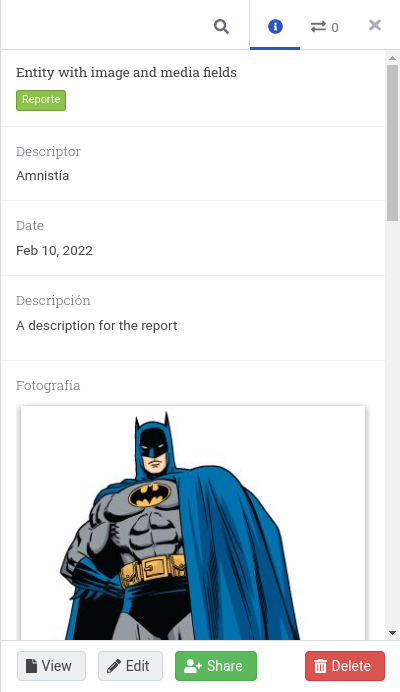 0
Entity with image and media fields
Reporte
Descriptor
Amnistía
Date
Feb 10, 2022
Descripción
A description for the report
Fotografía
View Edit Share Delete